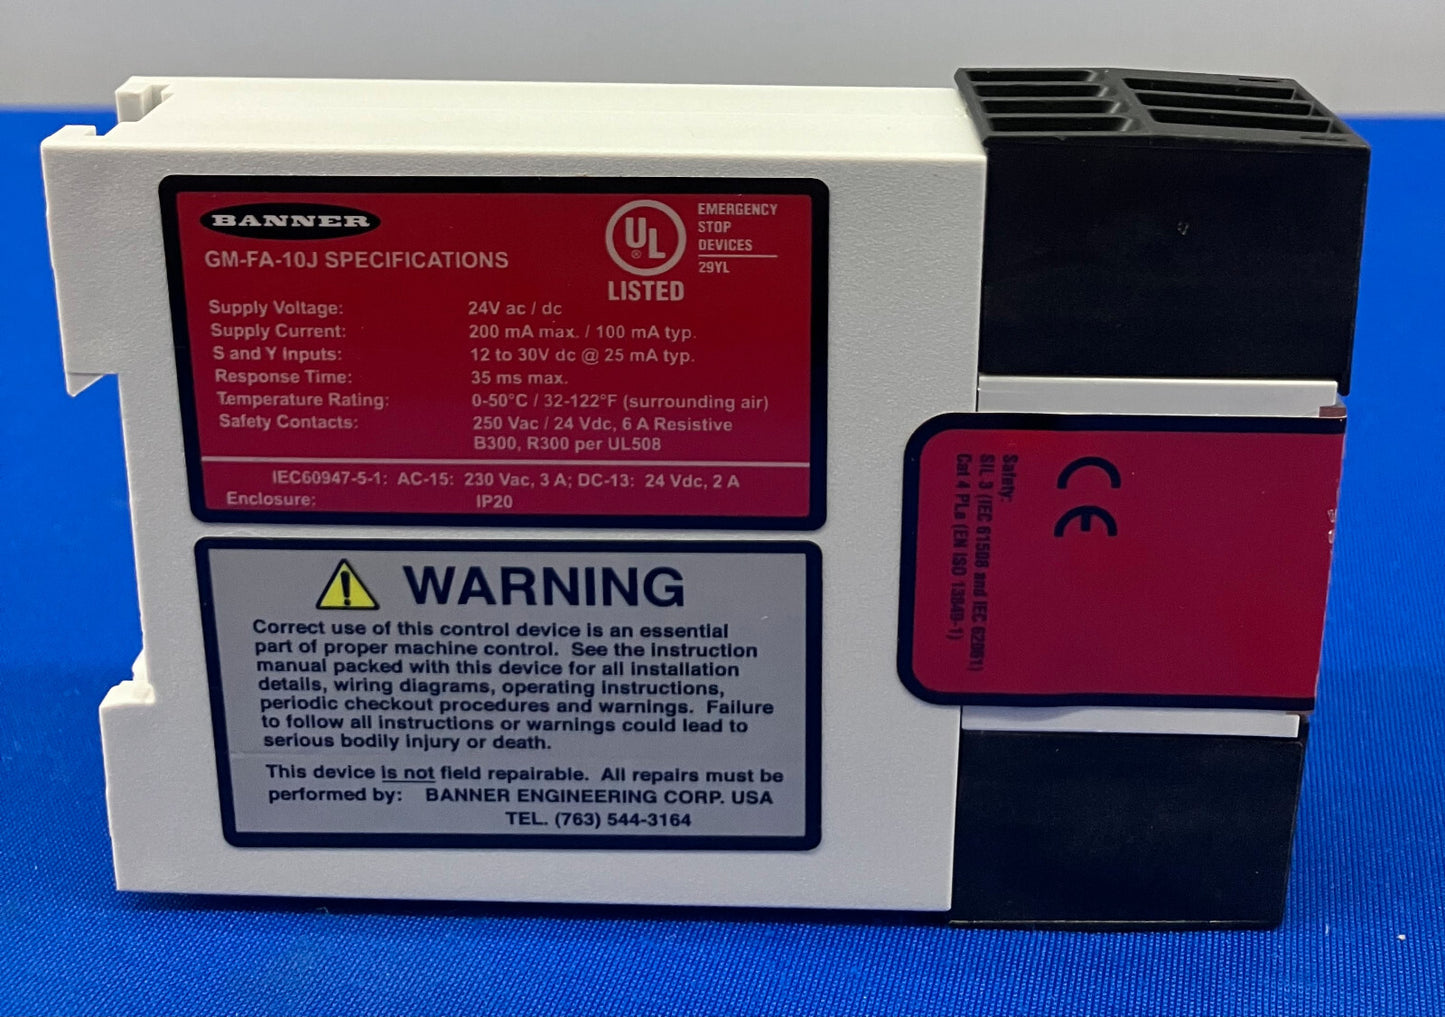 BANNER
GM-FA-10J SPECIFICATIONS
UL
®
LISTED
EMERGENCY
STOP
DEVICES
29YL
Supply Voltage: 24V ac / dc
Supply Current: 200 mA max. / 100 mA typ.
S and Y Inputs: 12 to 30V dc @ 25 mA typ.
Response Time: 35 ms max.
Temperature Rating: 0-50°C / 32-122°F (surrounding air)
Safety Contacts: 250 Vac / 24 Vdc, 6 A Resistive
B300, R300 per UL508
IEC60947-5-1: AC-15: 230 Vac, 3 A; DC-13: 24 Vdc, 2 A
Enclosure: IP20
WARNING
Correct use of this control device is an essential
part of proper machine control. See the instruction
manual packed with this device for all installation
details, wiring diagrams, operating instructions,
periodic checkout procedures and warnings. Failure
to follow all instructions or warnings could lead to
serious bodily injury or death.
This device is not field repairable. All repairs must be
performed by: BANNER ENGINEERING CORP. USA
TEL. (763) 544-3164
CE
Safety:
SIL 3 (IEC 61508 and IEC 62061)
Cat 4 PLe (EN ISO 13849-1)